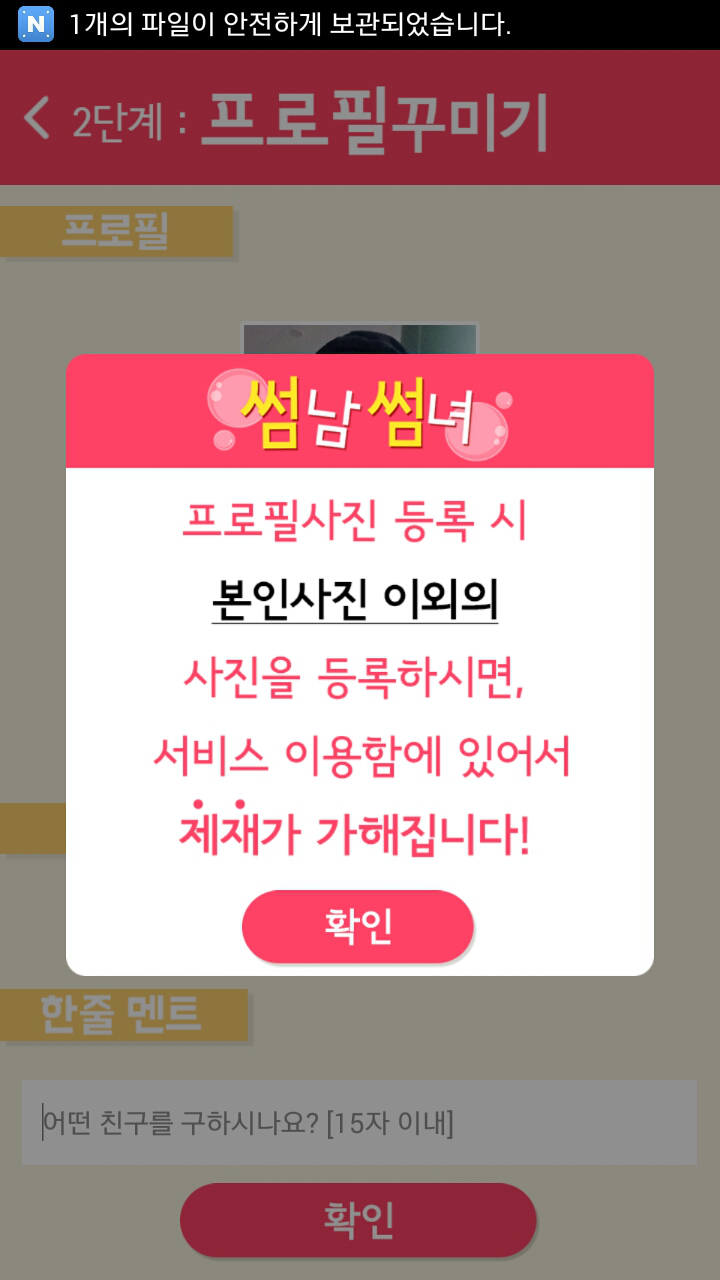 N 1개의 파일이 안전하게 보관되었습니다.
2단계 : 프로필꾸미기
프로필
썸남썸녀
프로필사진 등록 시
본인사진 이외의
사진을 등록하시면,
서비스 이용함에 있어서
제재가 가해집니다!
확인
한줄 멘트
어떤 친구를 구하시나요? [15자 이내]
확인